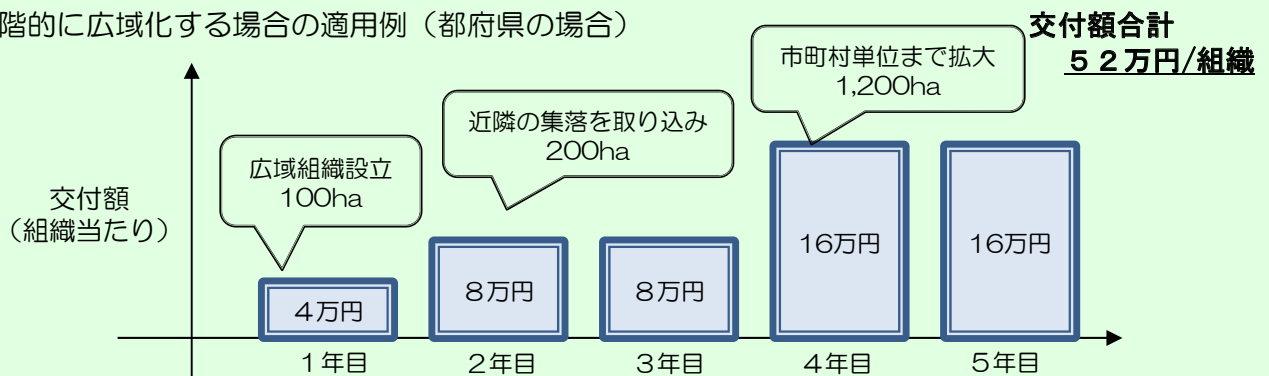 階的に広域化する場合の適用例（都府県の場合）
交付額合計
５２万円/組織
市町村単位まで拡大
1,200ha
近隣の集落を取り込み
200ha
広域組織設立
100ha
交付額
（組織当たり）
４万円
８万円
８万円
16万円
16万円
１年目
２年目
３年目
４年目
５年目